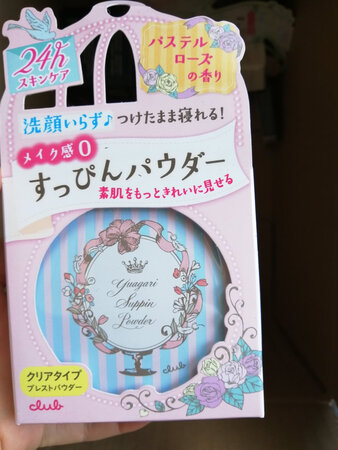 24h
スキンケア
パステル
ローズ
の香り
洗顔いらず♪つけたまま寝れる!
メイク感0
すっぴんパウダー
素肌をもっときれいに見せる
Yuagari
Suppin
Powder
club
クリアタイプ
プレストパウダー
club